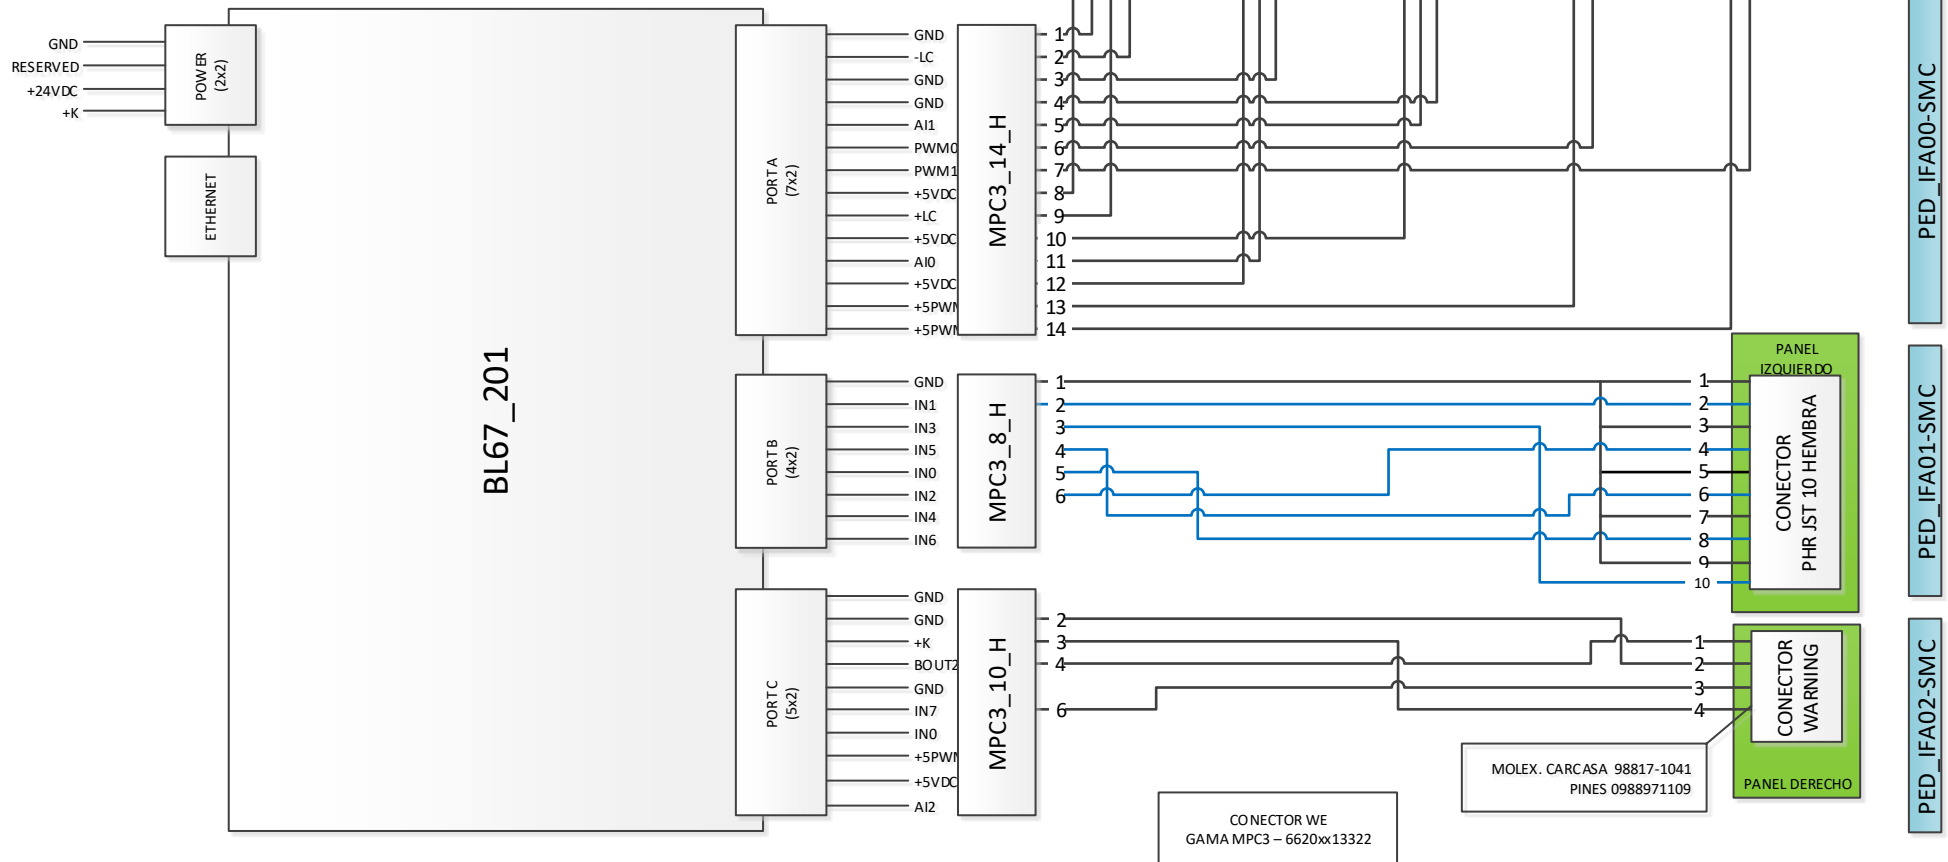 GND
RESERVED
+24VDC
+K
POWER
(2x2)
ETHERNET
BL67_201
PORT A
(7x2)
GND
-LC
GND
GND
AI1
PWM0
PWM1
+5VDC
+LC
+5VDC
AI0
+5VDC
+5PWM
+5PWM
MPC3_14_H
1
2
3
4
5
6
7
8
9
10
11
12
13
14
PORT B
(4x2)
GND
IN1
IN3
IN5
IN0
IN2
IN4
IN6
MPC3_8_H
1
2
3
4
5
6
PANEL
IZQUIERDO
1
2
3
4
5
6
7
8
9
10
CONECTOR
PHR JST 10 HEMBRA
PORT C
(5x2)
GND
GND
+K
BOUT2
GND
IN7
IN0
+5PWM
+5VDC
AI2
MPC3_10_H
2
3
4
6
1
2
3
4
CONECTOR
WARNING
PANEL DERECHO
MOLEX. CARCASA 98817-1041
PINES 0988971109
CONECTOR WE
GAMA MPC3 – 6620xx13322
PED_IFA00-SMC
PED_IFA01-SMC
PED_IFA02-SMC